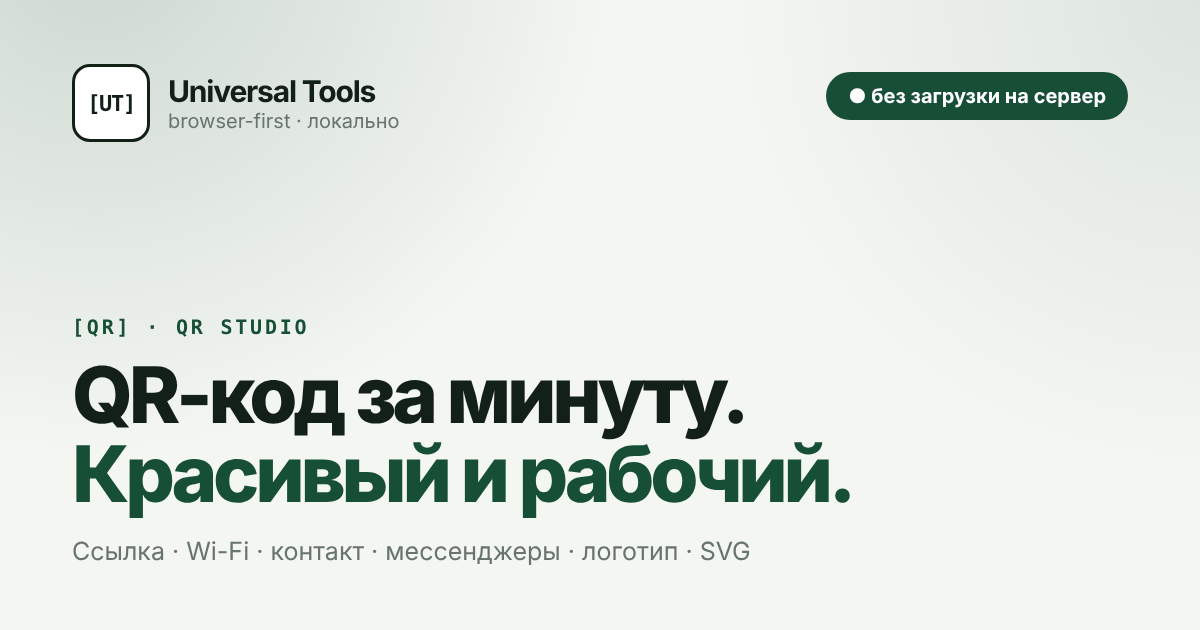 [UT]
Universal Tools
browser-first · локально
без загрузки на сервер
[QR] · QR STUDIO
QR-код за минуту.
Красивый и рабочий.
Ссылка · Wi-Fi · контакт · мессенджеры · логотип · SVG